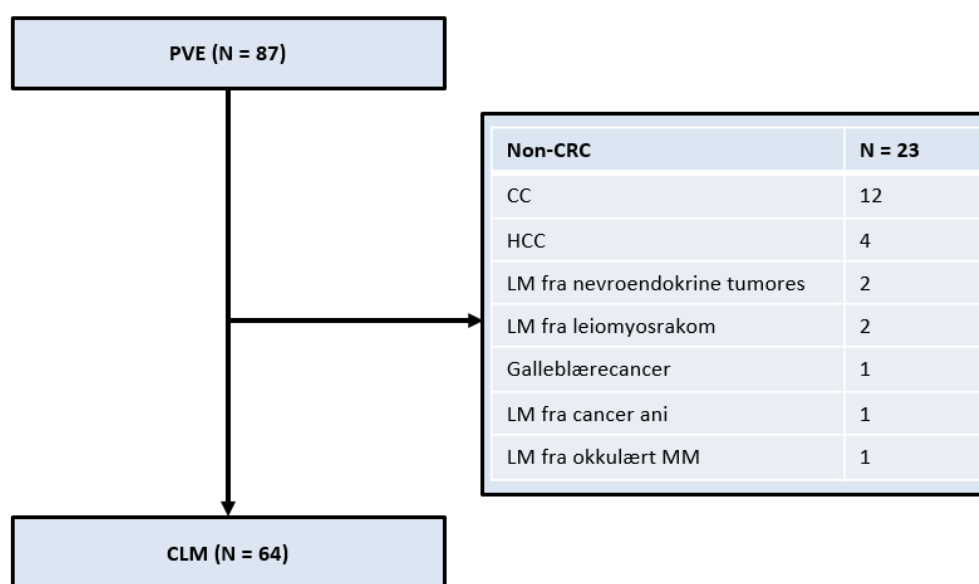 PVE (N = 87)
Non-CRC N = 23
CC 12
HCC 4
LM fra nevroendokrine tumores 2
LM fra leiomyosrakom 2
Galleblærecancer 1
LM fra cancer ani 1
LM fra okkulært MM 1
CLM (N = 64)